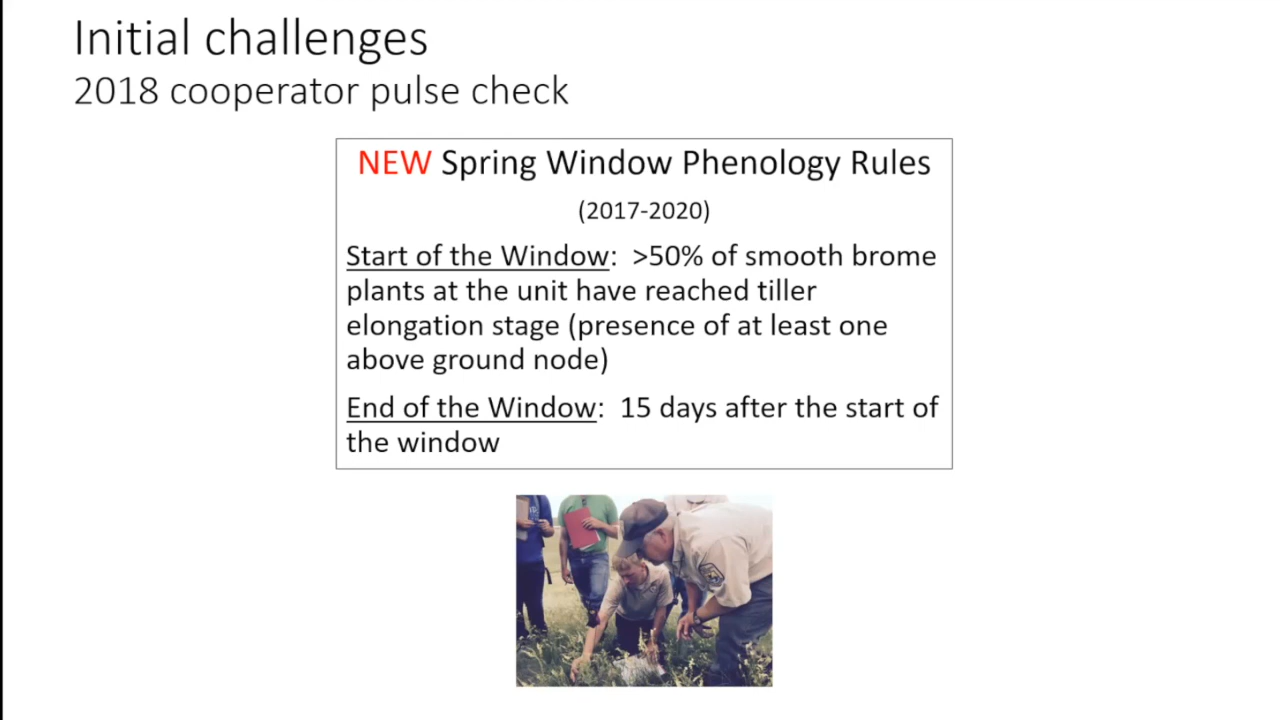 Initial challenges
2018 cooperator pulse check
NEW Spring Window Phenology Rules
(2017-2020)
Start of the Window:  >50% of smooth brome
plants at the unit have reached tiller
elongation stage (presence of at least one
above ground node)
End of the Window:  15 days after the start of
the window